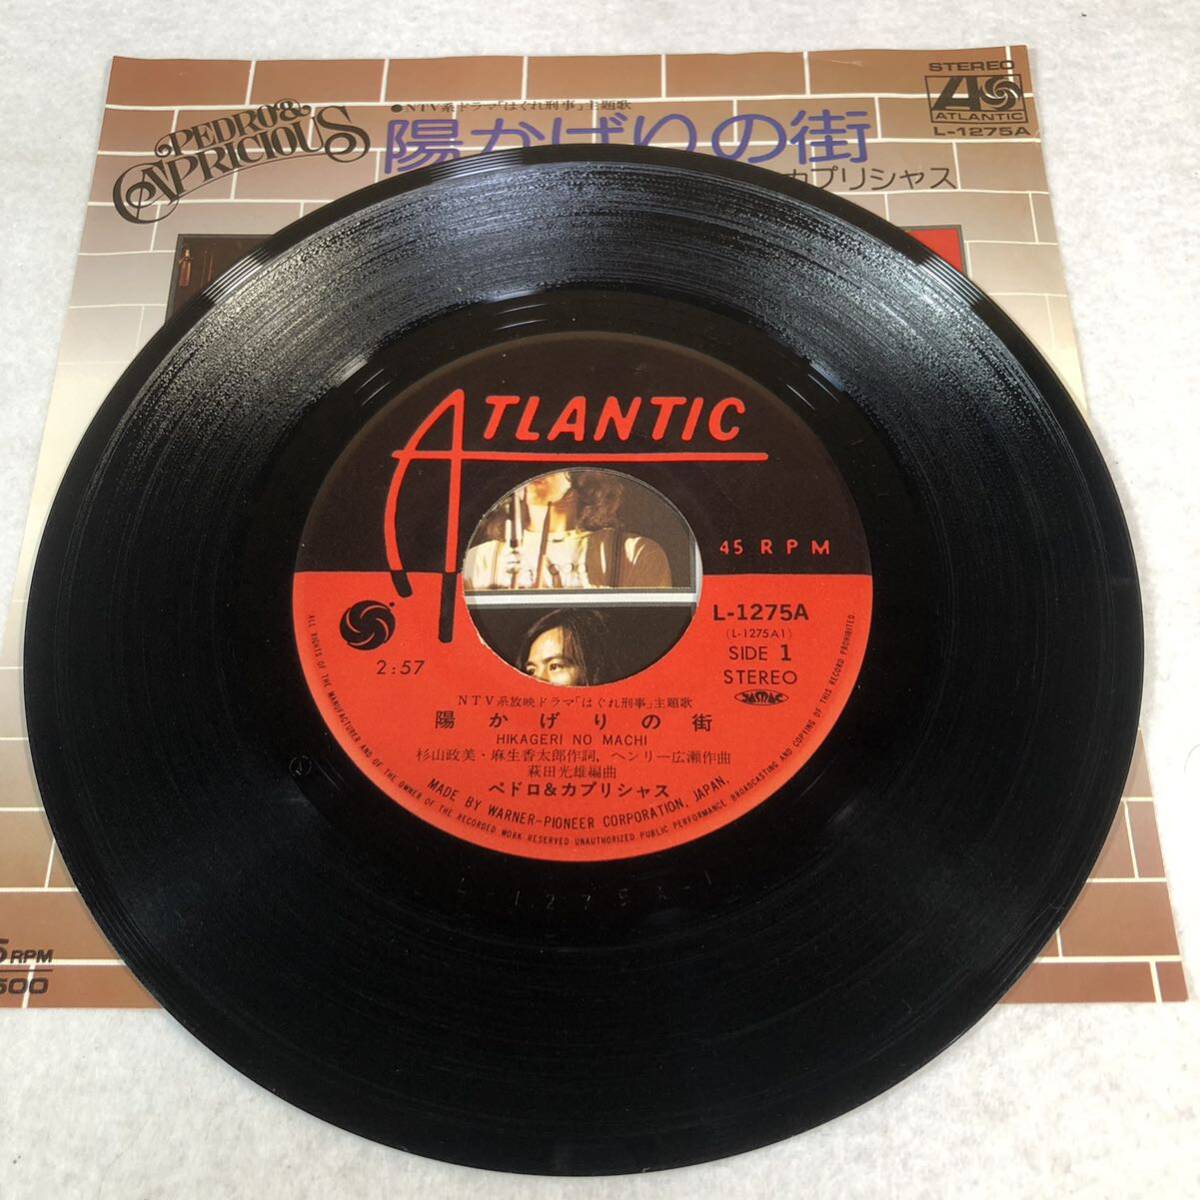 STEREO
ATLANTIC
L-1275A
PEDRO &
CAPRICIOUS
●NTV系ドラマ「はぐれ刑事」主題歌
陽かげりの街
カプリシャス
ATLANTIC
45 RPM
L-1275A
(L-1275A1)
SIDE 1
STEREO
JASRAC
2:57
NTV系放映ドラマ「はぐれ刑事」主題歌
陽かげりの街
HIKAGERI NO MACHI
杉山政美・麻生香太郎作詞, ヘンリー広瀬作曲
萩田光雄編曲
ペドロ&カプリシャス
MADE BY WARNER-PIONEER CORPORATION, JAPAN.
ALL RIGHTS OF THE MANUFACTURER AND OF THE OWNER OF THE RECORDED WORK RESERVED UNAUTHORIZED PUBLIC PERFORMANCE BROADCASTING AND COPYING OF THIS RECORD PROHIBITED
5 RPM
600